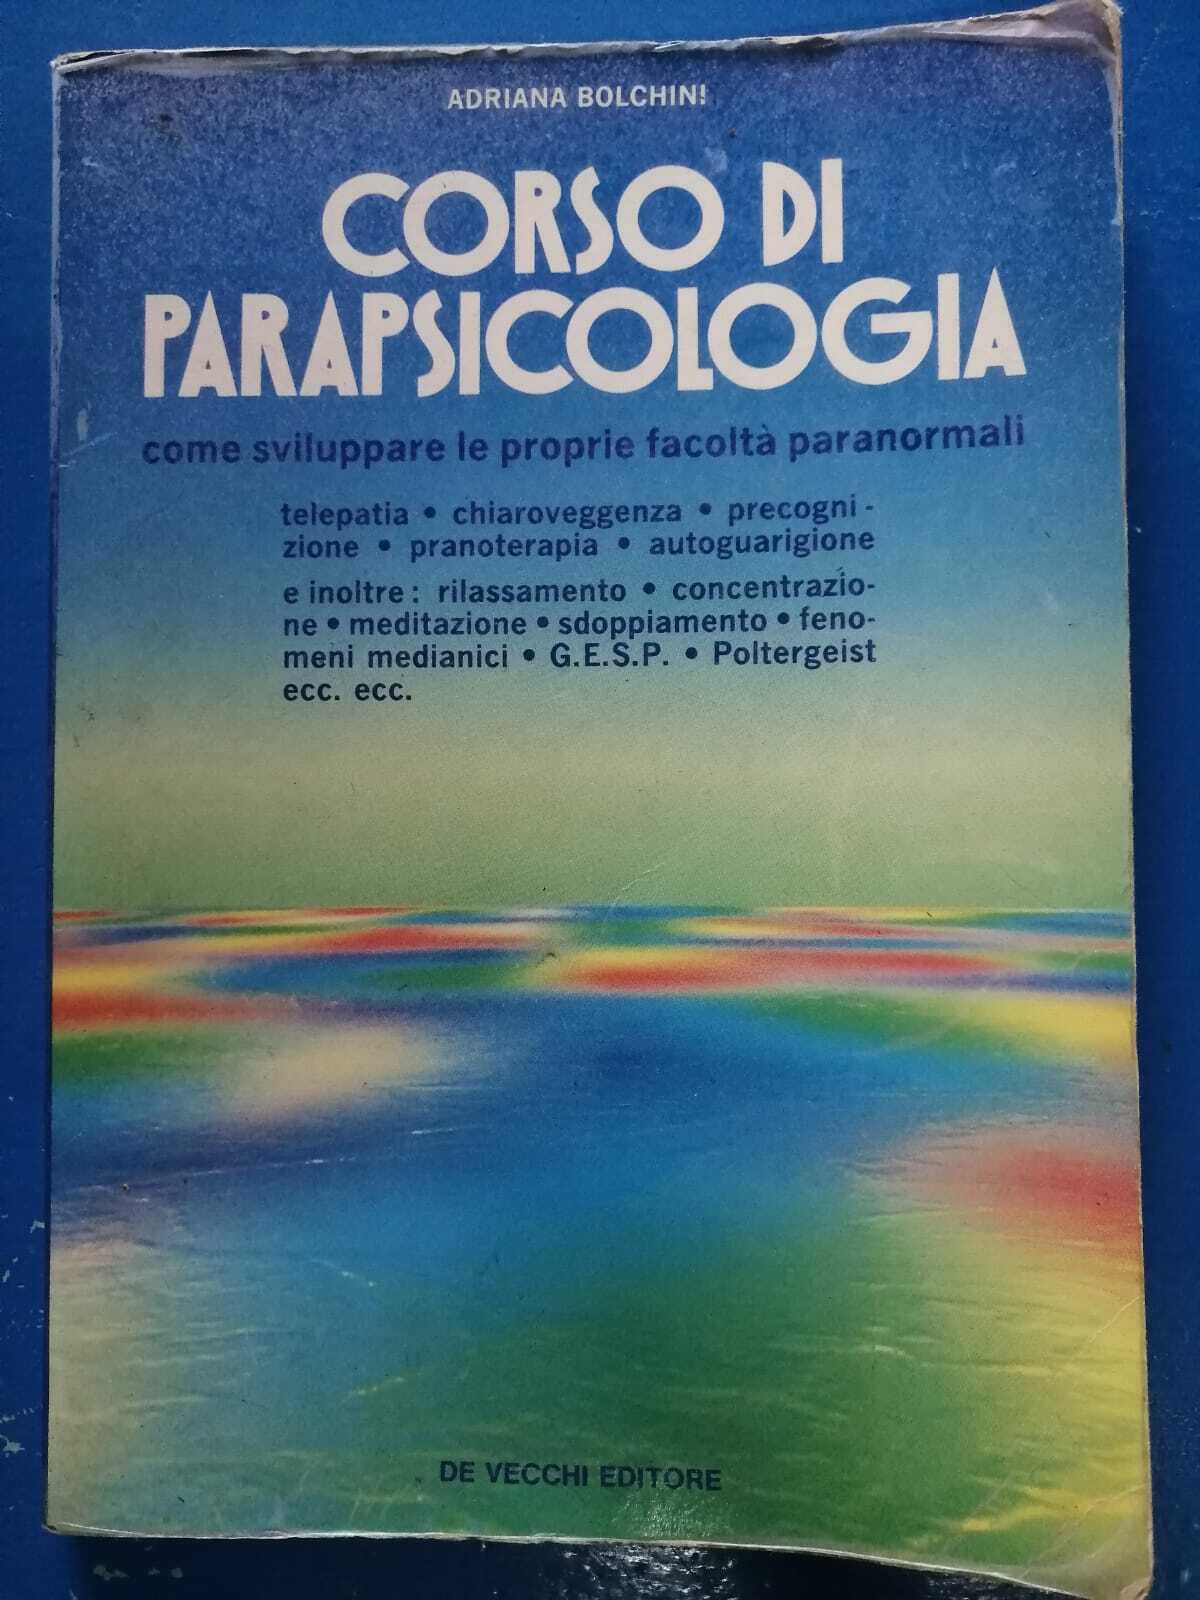 ADRIANA BOLCHINI
CORSO DI
PARAPSICOLOGIA
come sviluppare le proprie facoltà paranormali
telepatia • chiaroveggenza • precogni-
zione • pranoterapia • autoguarigione
e inoltre: rilassamento • concentrazio-
ne • meditazione • sdoppiamento • feno-
meni medianici • G.E.S.P. • Poltergeist
ecc. ecc.
DE VECCHI EDITORE